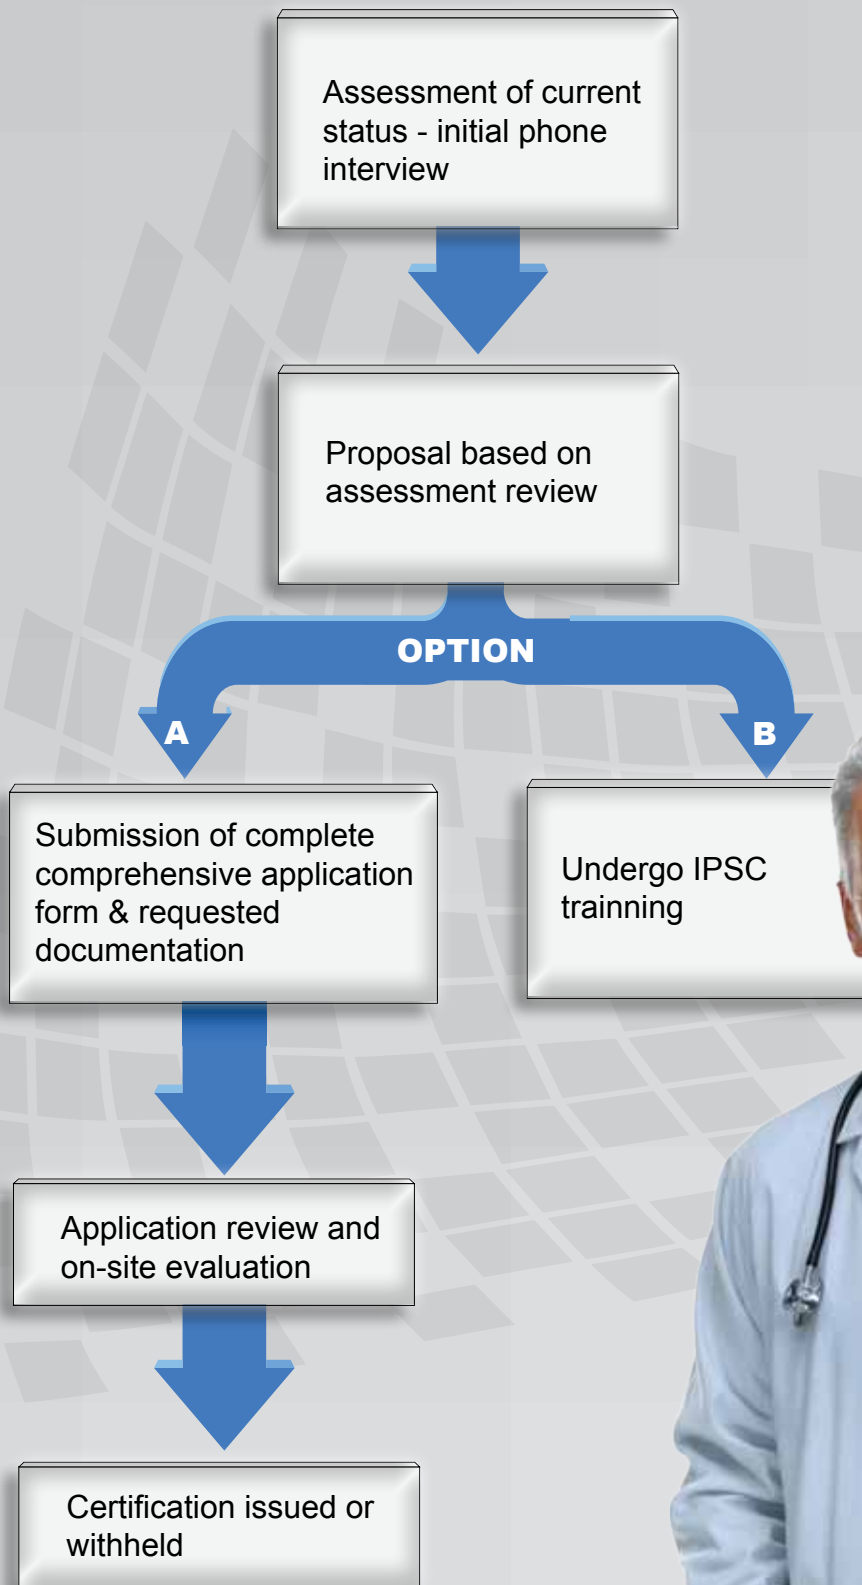 Assessment of current
status - initial phone
interview
Proposal based on
assessment review
OPTION
A
B
Submission of complete
comprehensive application
form & requested
documentation
Undergo IPSC
trainning
Application review and
on-site evaluation
Certification issued or
withheld